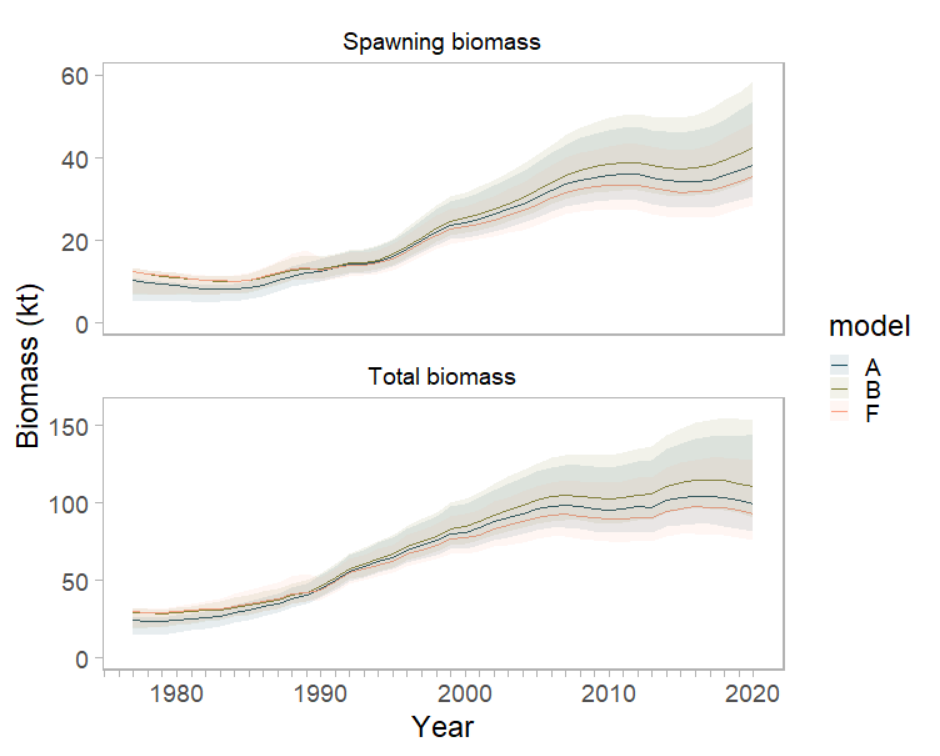 Spawning biomass
60
40
20
0
Total biomass
150
100
50
0
1980 1990 2000 2010 2020
Year
Biomass (kt)
model
A
B
F